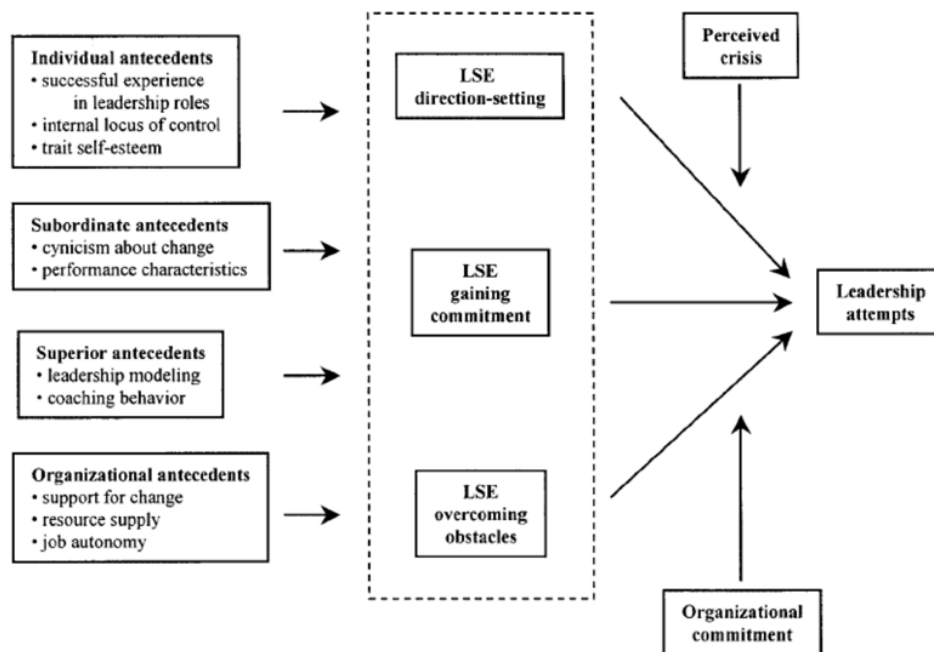 Individual antecedents
• successful experience
in leadership roles
• internal locus of control
• trait self-esteem
Subordinate antecedents
• cynicism about change
• performance characteristics
Superior antecedents
• leadership modeling
• coaching behavior
Organizational antecedents
• support for change
• resource supply
• job autonomy
LSE
direction-setting
LSE
gaining
commitment
LSE
overcoming
obstacles
Perceived
crisis
Leadership
attempts
Organizational
commitment